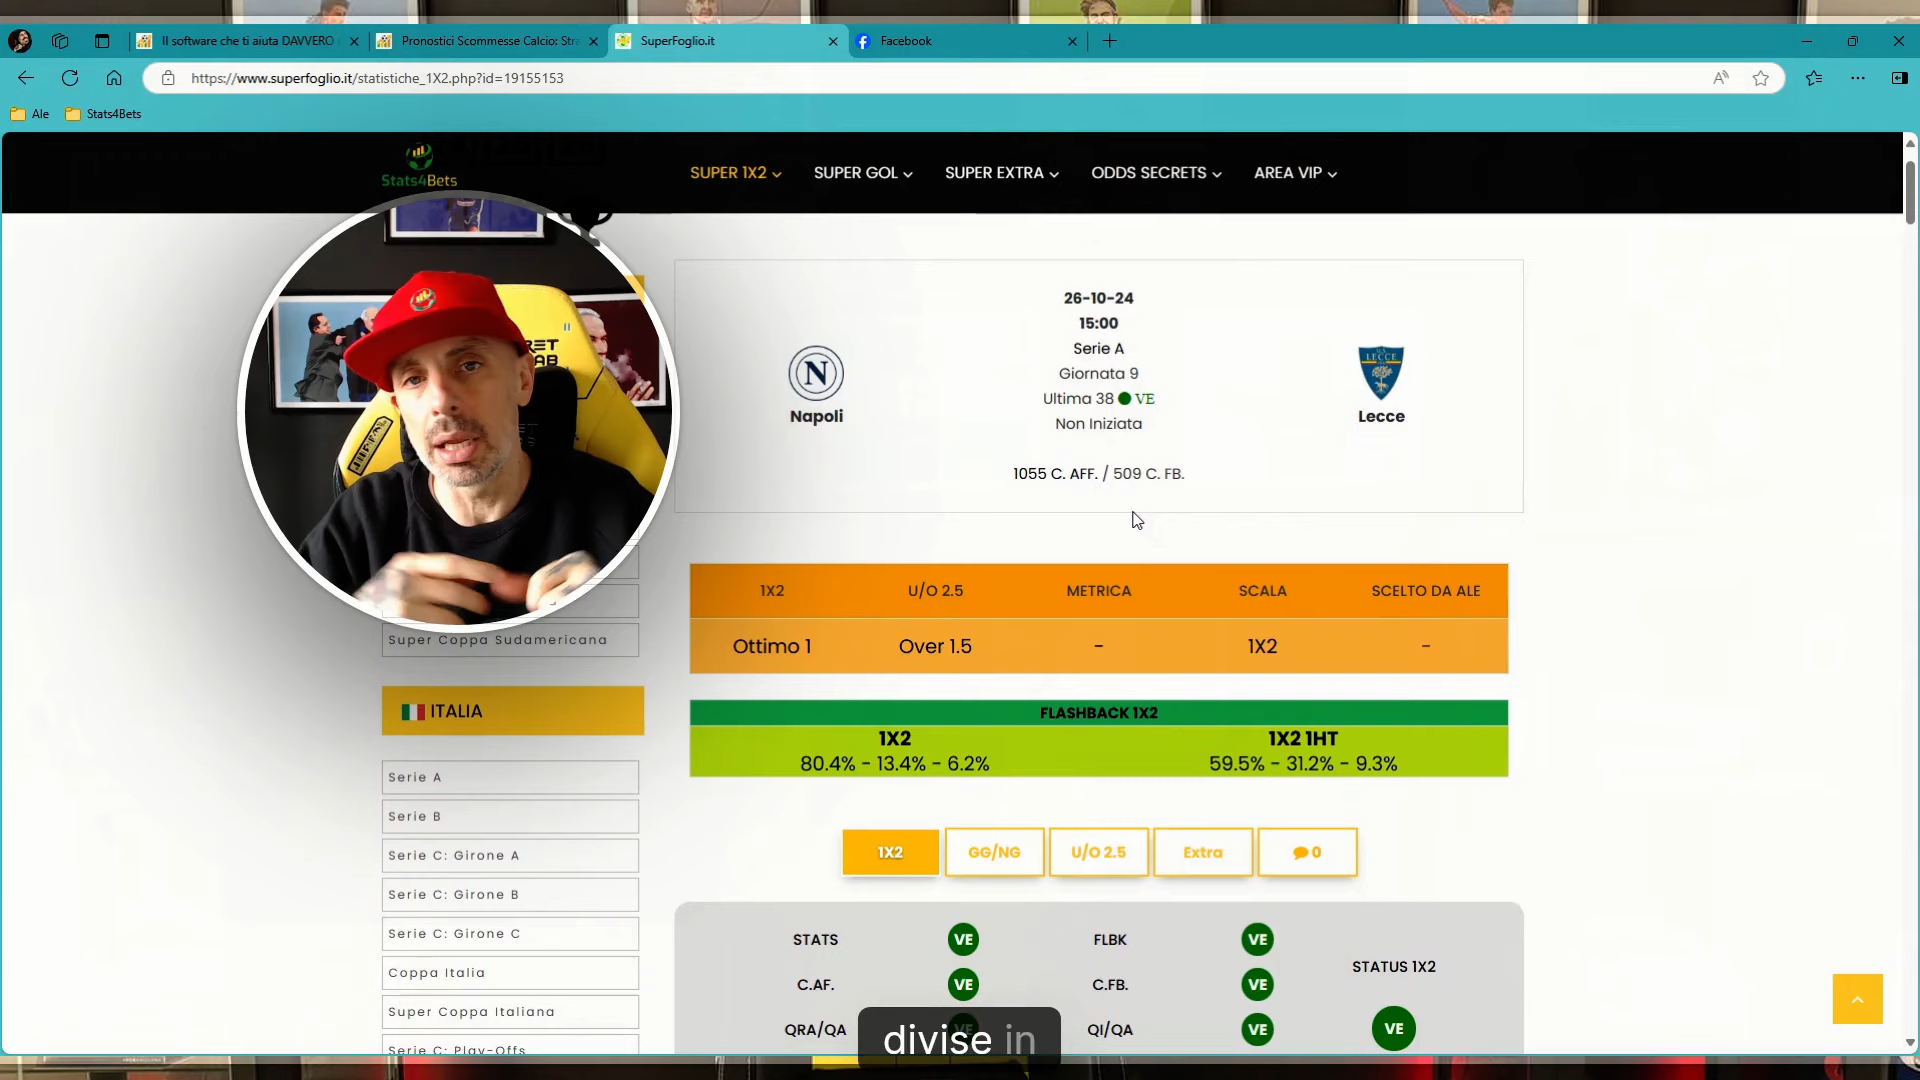 Il software che ti aiuta DAVVERO
Pronostici Scommesse Calcio: Stra
SuperFoglio.it
Facebook
https://www.superfoglio.it/statistiche_1X2.php?id=19155153
Ale
Stats4Bets
Stats4Bets
SUPER 1X2
SUPER GOL
SUPER EXTRA
ODDS SECRETS
AREA VIP
26-10-24
15:00
Serie A
Giornata 9
Ultima 38 VE
Non Iniziata
N
Napoli
LECCE
Lecce
1055 C. AFF. / 509 C. FB.
1X2 U/O 2.5 METRICA SCALA SCELTO DA ALE
Ottimo 1 Over 1.5 - 1X2 -
FLASHBACK 1X2
1X2 1X2 1HT
80.4% - 13.4% - 6.2% 59.5% - 31.2% - 9.3%
1X2 GG/NG U/O 2.5 Extra 0
STATS VE FLBK VE
STATUS 1X2
C.AF. VE C.FB. VE
QRA/QA VE QI/QA VE VE
Super Coppa Sudamericana
ITALIA
Serie A
Serie B
Serie C: Girone A
Serie C: Girone B
Serie C: Girone C
Coppa Italia
Super Coppa Italiana
Serie C: Play-Offs
divise in